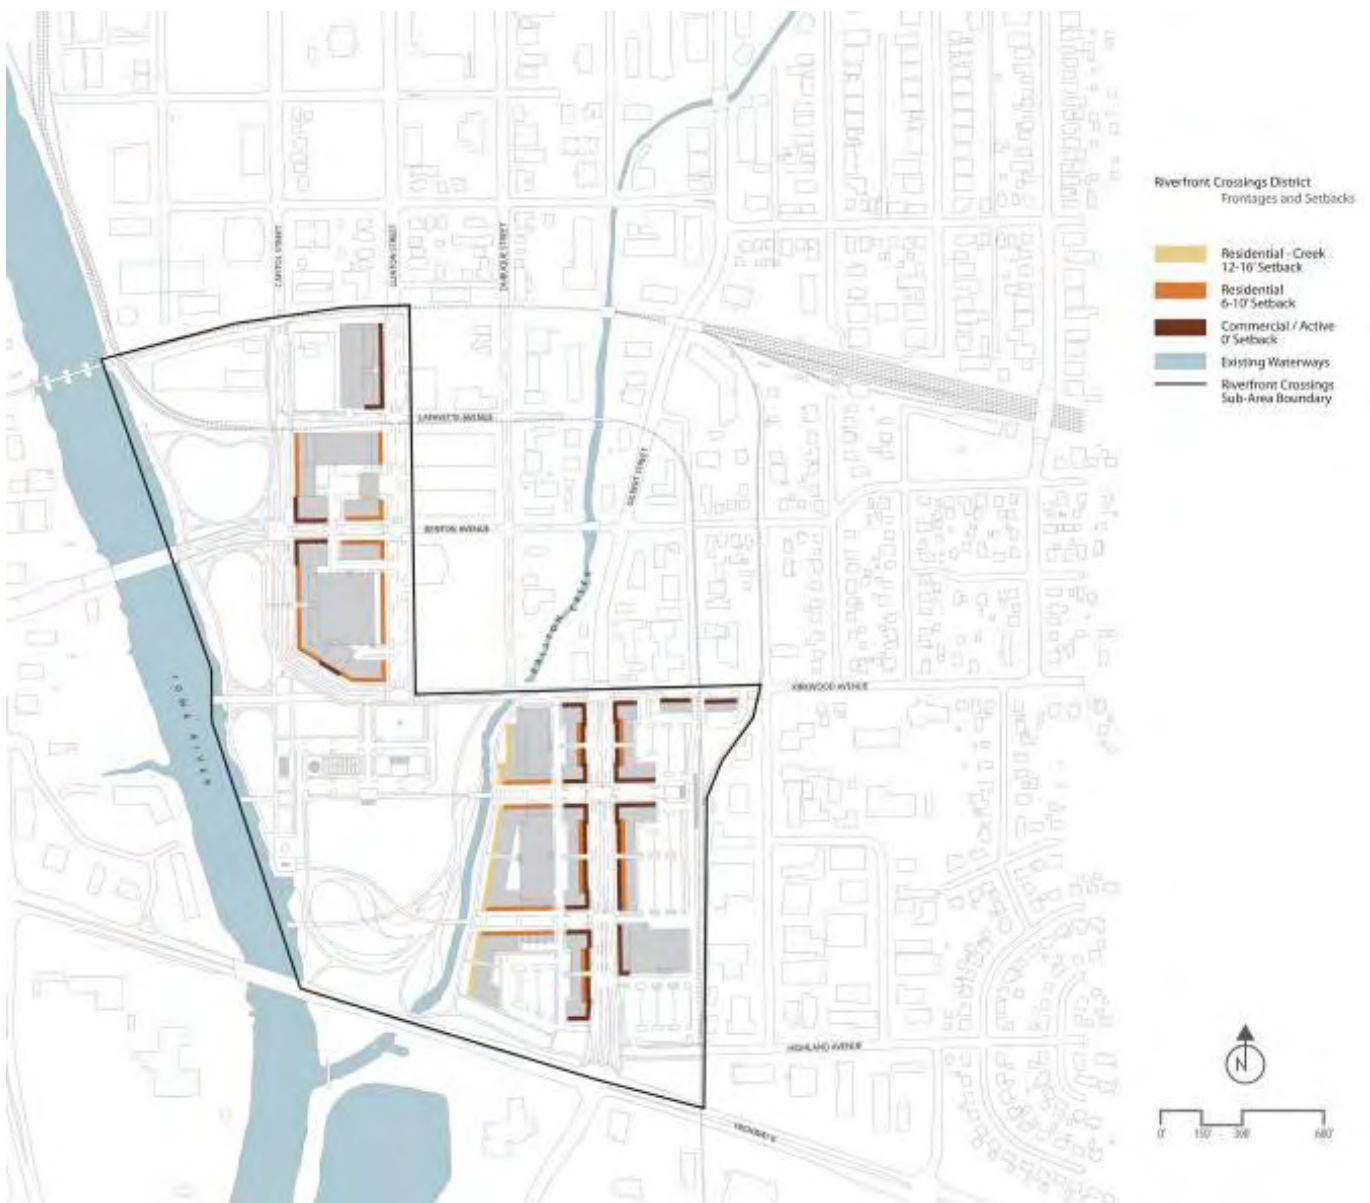 Riverfront Crossings District
Frontages and Setbacks
Residential - Creek
12-16' Setback
Residential
6-10' Setback
Commercial / Active
0' Setback
Existing Waterways
Riverfront Crossings
Sub-Area Boundary
CAPITOL STREET
CLINTON STREET
DUBUQUE STREET
LAFAYETTE AVENUE
GILBERT STREET
BENTON AVENUE
RALSTON CREEK
KIRKWOOD AVENUE
IOWA RIVER
HIGHLAND AVENUE
HIGHWAY 6
N
0' 150' 300' 600'